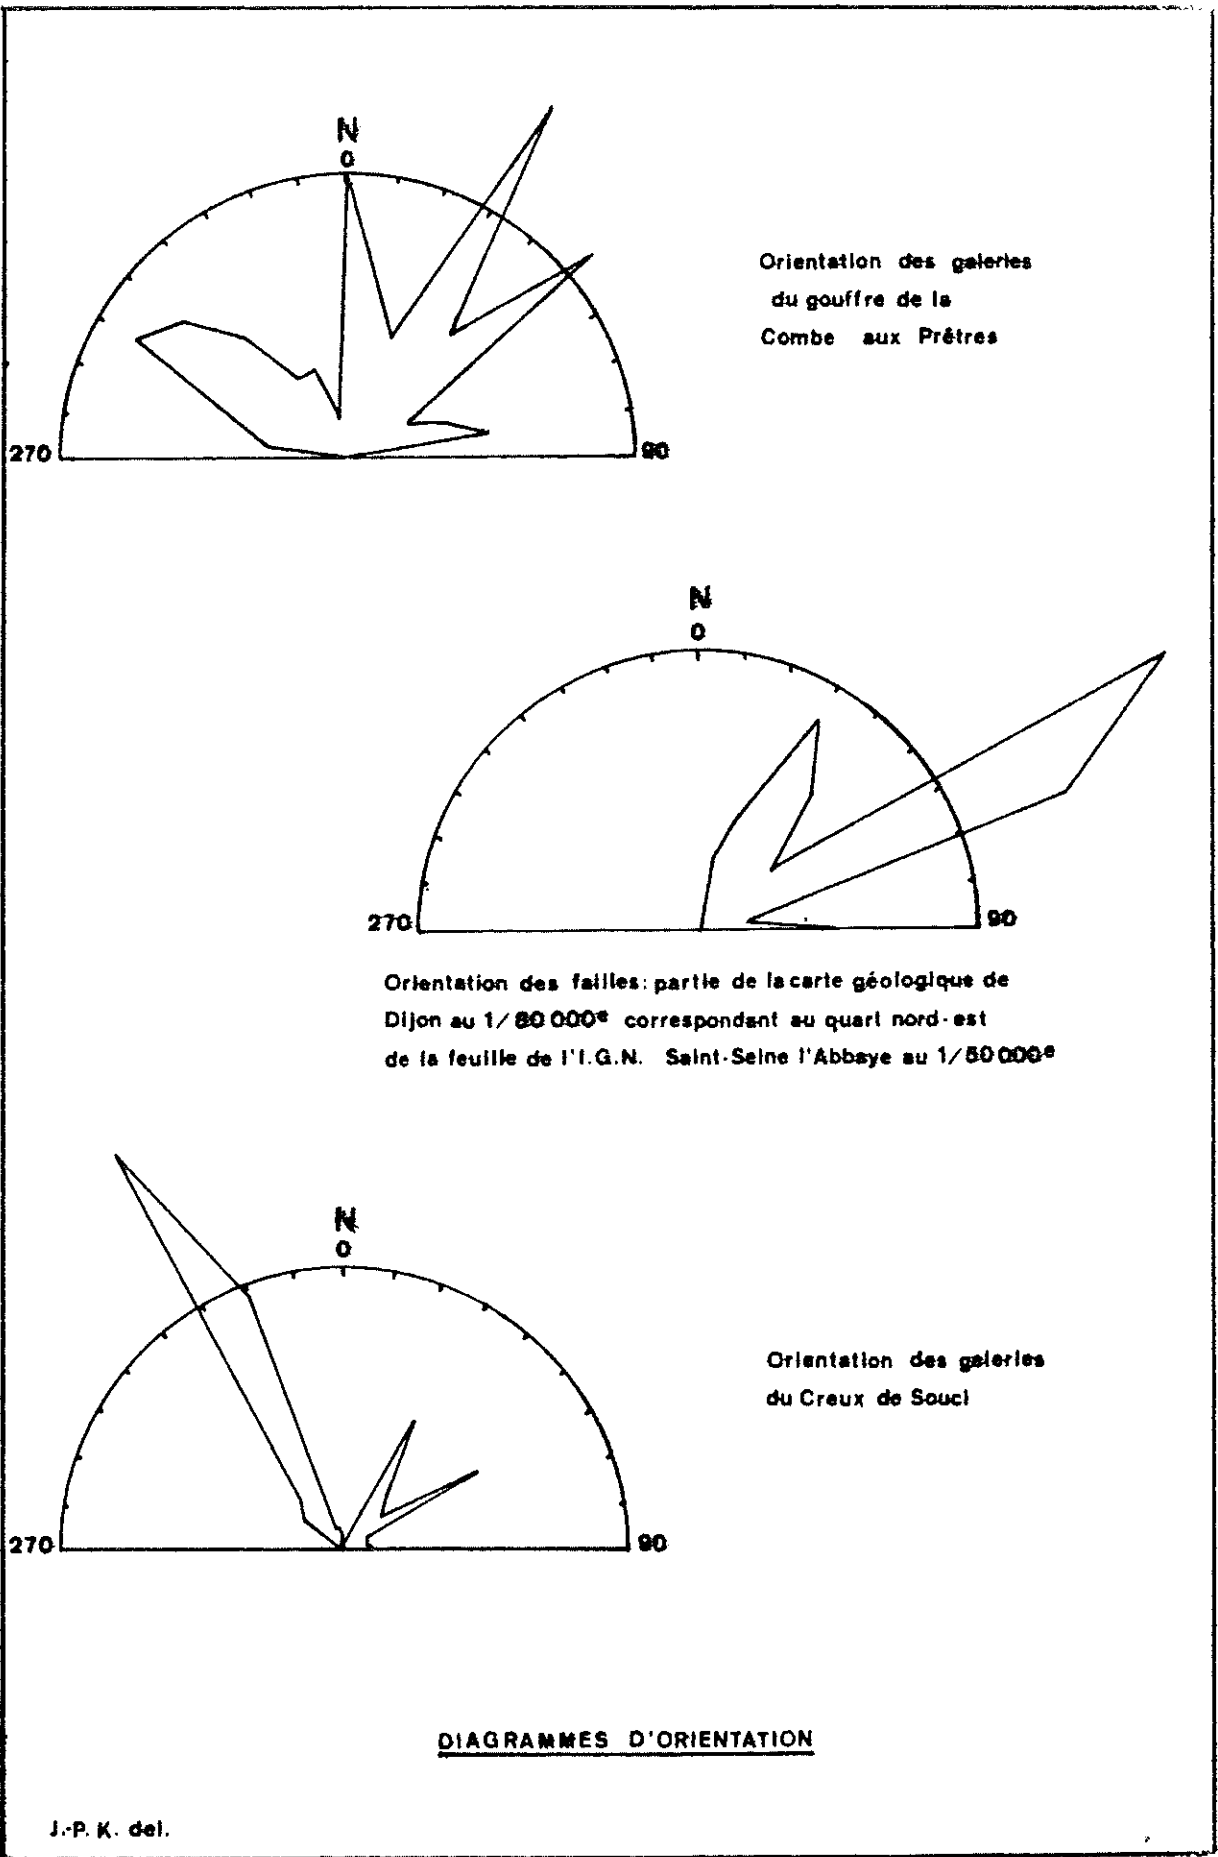 N
0
270
90
Orientation des galeries
du gouffre de la
Combe aux Prêtres
N
0
270
90
Orientation des failles: partie de la carte géologique de
Dijon au 1/80 000e correspondant au quart nord-est
de la feuille de l'I.G.N. Saint-Seine l'Abbaye au 1/50 000e
N
0
270
90
Orientation des galeries
du Creux de Souci
DIAGRAMMES D'ORIENTATION
J.-P. K. del.